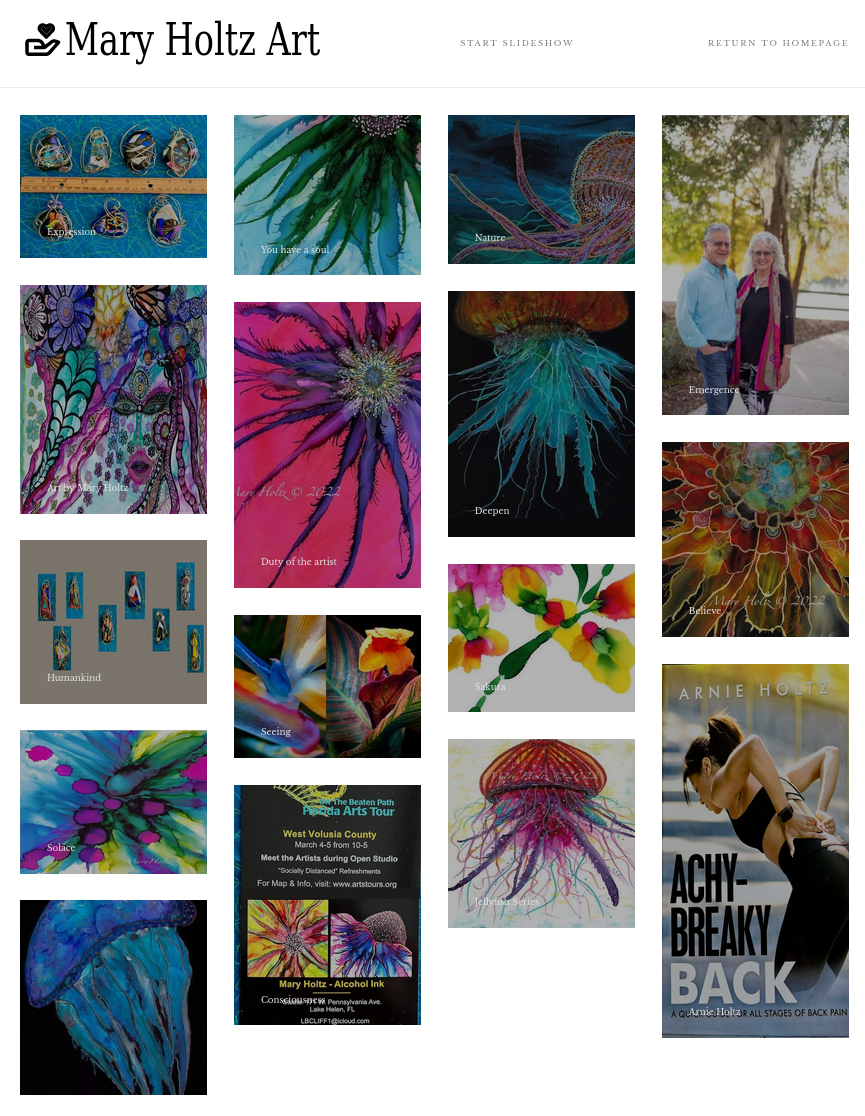 Mary Holtz Art
START SLIDESHOW
RETURN TO HOMEPAGE
Expression
Art by Mary Holtz
Humankind
Solace
Mary Holtz
You have a soul
Mary Holtz © 2022
Duty of the artist
Seeing
Off The Beaten Path
Florida Arts Tour
West Volusia County
March 4-5 from 10-5
Meet the Artists during Open Studio
"Socially Distanced" Refreshments
For Map & Info, visit: www.artstours.org
Mary Holtz - Alcohol Ink
Consciousness
Pennsylvania Ave.
Lake Helen, FL
LBCLIFF1@icloud.com
Nature
Deepen
Sakura
Mary Holtz © 2022
Jellyfish Series
Emergence
Mary Holtz © 2022
Believe
ARNIE HOLTZ
ACHY-
BREAKY
BACK
A QUICK GUIDE FOR ALL STAGES OF BACK PAIN
Arnie Holtz